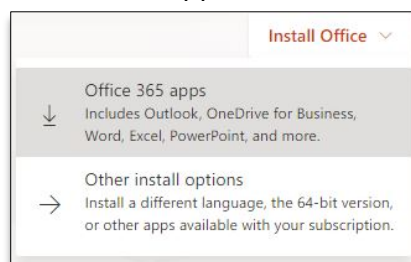 Install Office
Office 365 apps
Includes Outlook, OneDrive for Business,
Word, Excel, PowerPoint, and more.
Other install options
Install a different language, the 64-bit version,
or other apps available with your subscription.